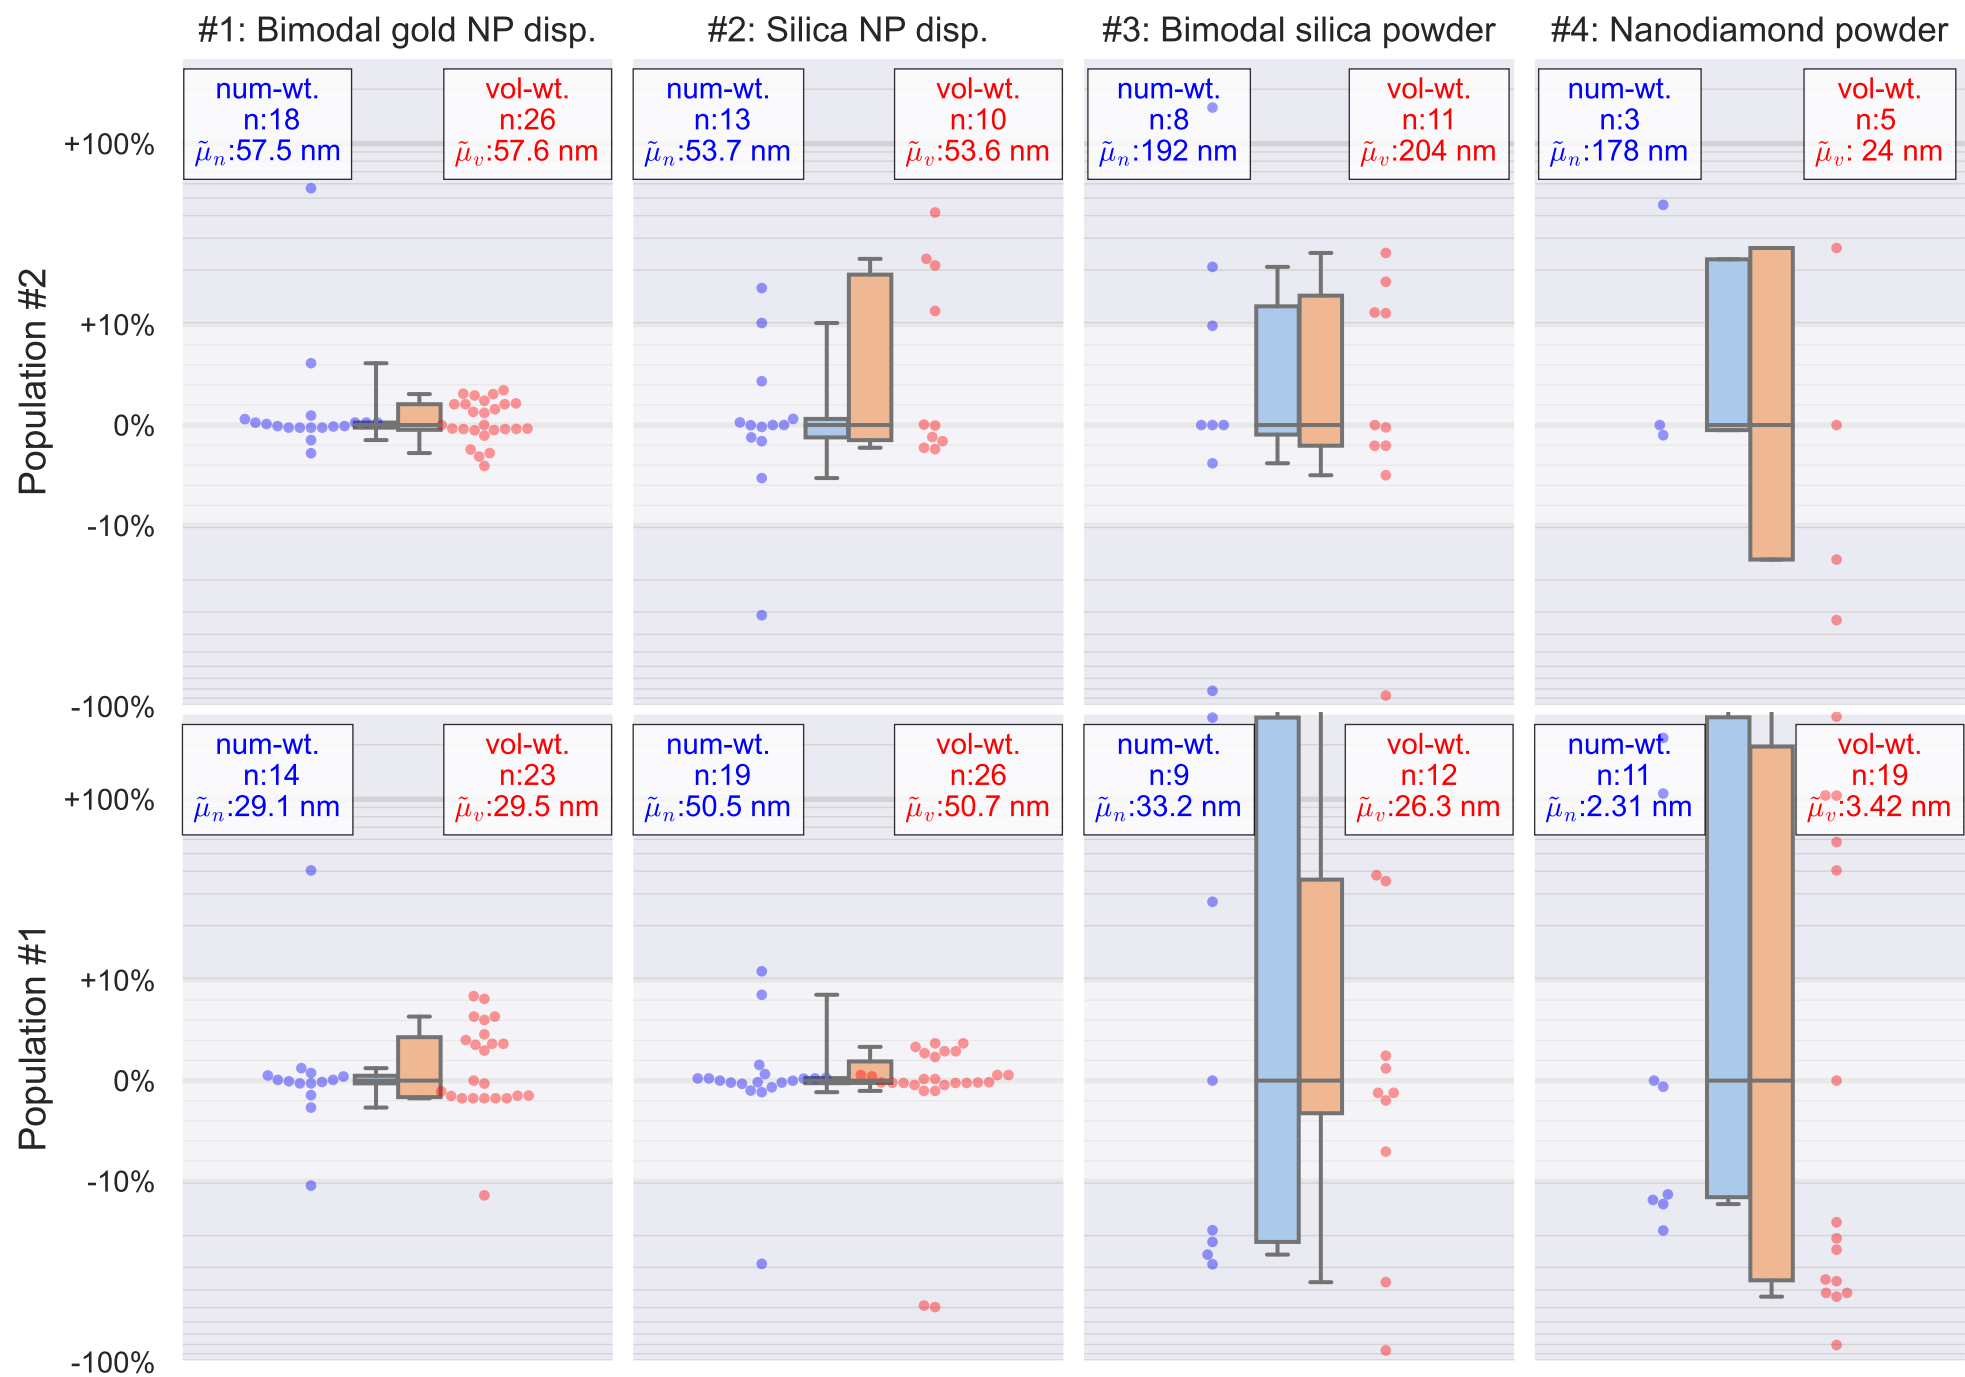 #1: Bimodal gold NP disp.
#2: Silica NP disp.
#3: Bimodal silica powder
#4: Nanodiamond powder
Population #2
+100%
+10%
0%
-10%
-100%
num-wt.
n:18
μ̃ₙ:57.5 nm
vol-wt.
n:26
μ̃ᵥ:57.6 nm
num-wt.
n:13
μ̃ₙ:53.7 nm
vol-wt.
n:10
μ̃ᵥ:53.6 nm
num-wt.
n:8
μ̃ₙ:192 nm
vol-wt.
n:11
μ̃ᵥ:204 nm
num-wt.
n:3
μ̃ₙ:178 nm
vol-wt.
n:5
μ̃ᵥ: 24 nm
Population #1
+100%
+10%
0%
-10%
-100%
num-wt.
n:14
μ̃ₙ:29.1 nm
vol-wt.
n:23
μ̃ᵥ:29.5 nm
num-wt.
n:19
μ̃ₙ:50.5 nm
vol-wt.
n:26
μ̃ᵥ:50.7 nm
num-wt.
n:9
μ̃ₙ:33.2 nm
vol-wt.
n:12
μ̃ᵥ:26.3 nm
num-wt.
n:11
μ̃ₙ:2.31 nm
vol-wt.
n:19
μ̃ᵥ:3.42 nm